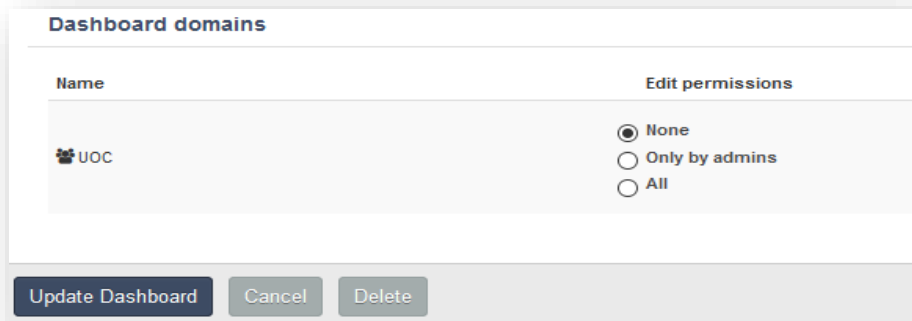 Dashboard domains
Name Edit permissions
None
UOC
Only by admins
All
Update Dashboard Cancel Delete